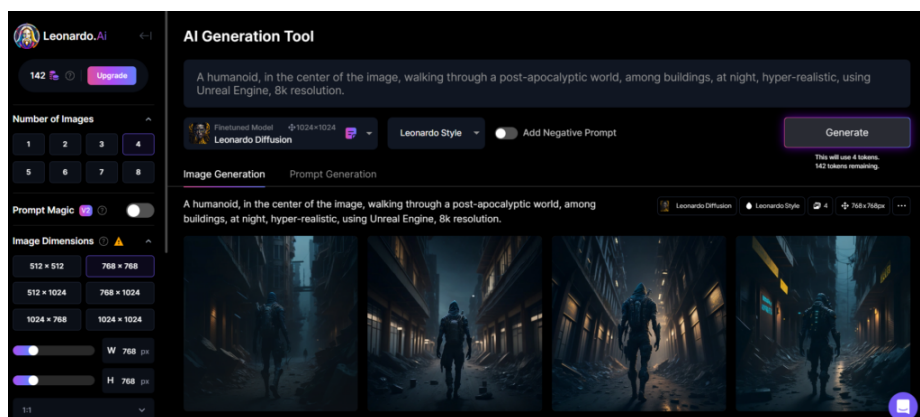 Leonardo.Ai
142
Upgrade
Number of Images
1 2 3 4
5 6 7 8
Prompt Magic V2
Image Dimensions
512 × 512 768 × 768
512 × 1024 768 × 1024
1024 × 768 1024 × 1024
W 768 px
H 768 px
1:1
AI Generation Tool
A humanoid, in the center of the image, walking through a post-apocalyptic world, among buildings, at night, hyper-realistic, using
Unreal Engine, 8k resolution.
Finetuned Model 1024×1024
Leonardo Diffusion
Leonardo Style
Add Negative Prompt
Generate
This will use 4 tokens.
142 tokens remaining.
Image Generation Prompt Generation
A humanoid, in the center of the image, walking through a post-apocalyptic world, among
buildings, at night, hyper-realistic, using Unreal Engine, 8k resolution.
Leonardo Diffusion Leonardo Style 4 768x768px